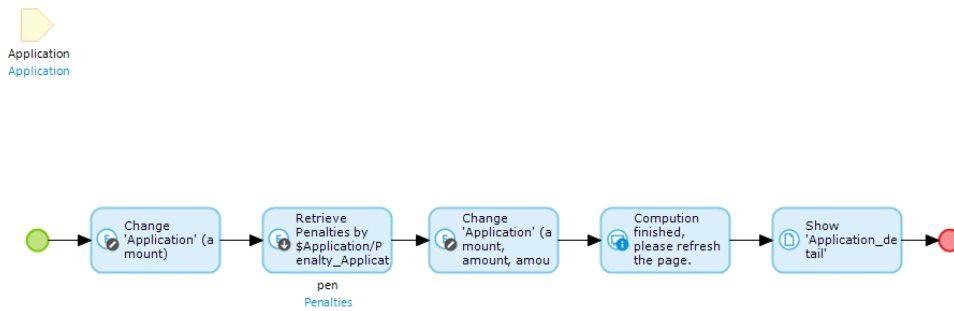 Application
Application
Change
'Application' (a
mount)
Retrieve
Penalties by
$Application/P
enalty_Applicat
pen
Penalties
Change
'Application' (a
mount,
amount, amou
Compution
finished,
please refresh
the page.
Show
'Application_de
tail'